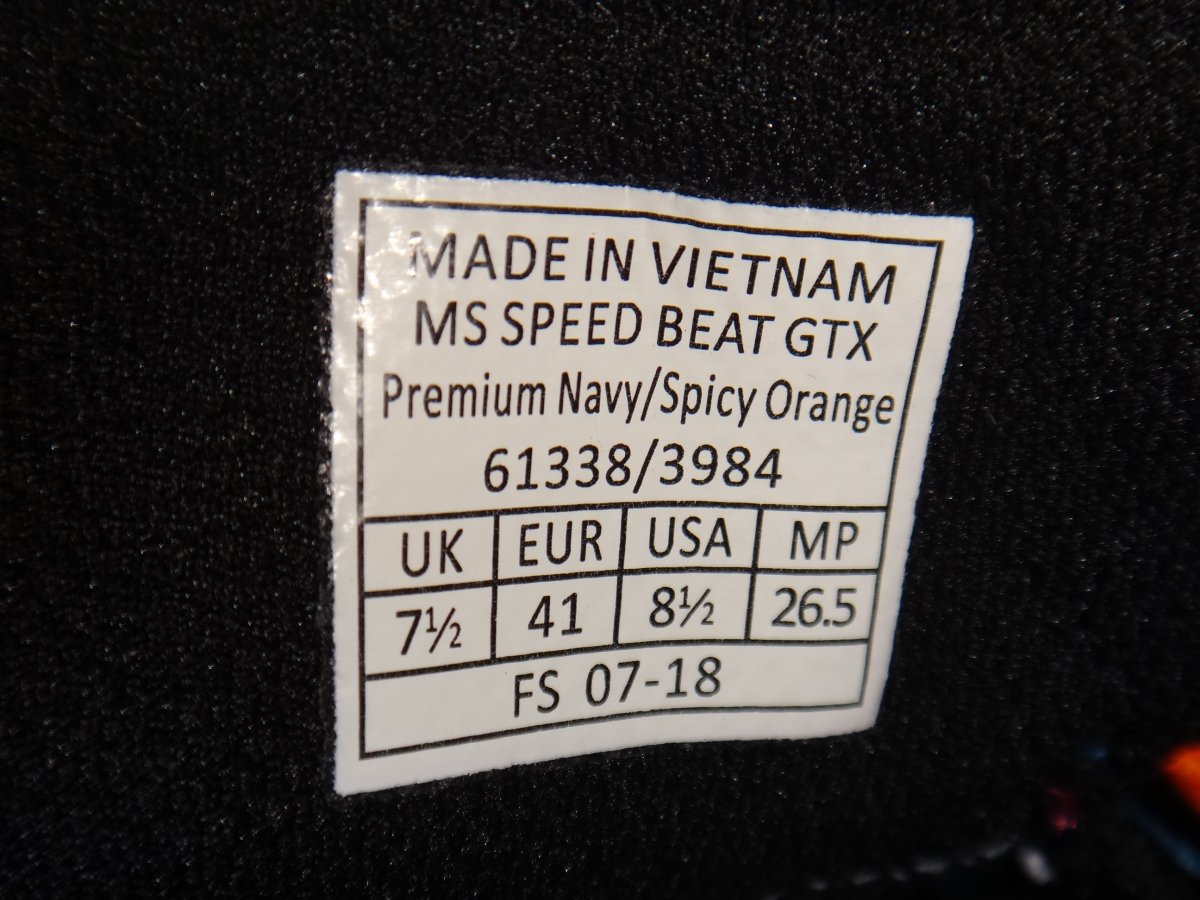 MADE IN VIETNAM
MS SPEED BEAT GTX
Premium Navy/Spicy Orange
61338/3984
UK EUR USA MP
7½ 41 8½ 26.5
FS 07-18